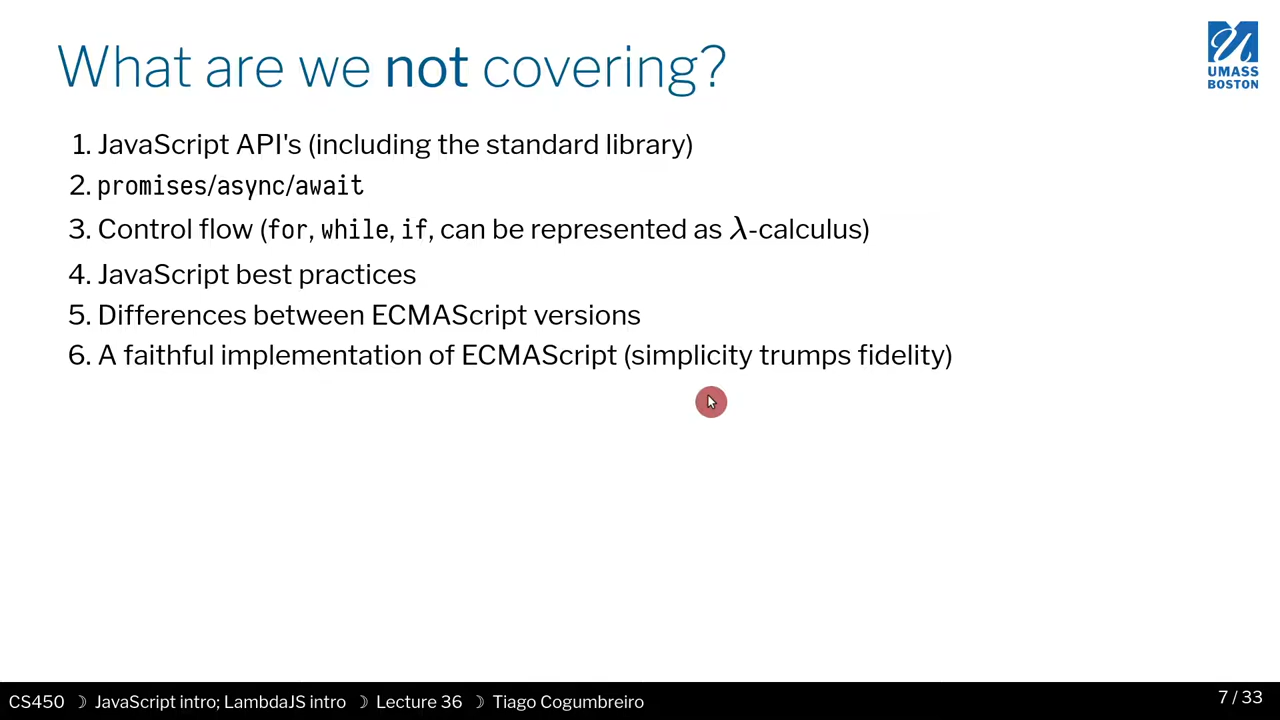 What are we not covering?
UMASS
BOSTON
1. JavaScript API's (including the standard library)
2. promises/async/await
3. Control flow (for, while, if, can be represented as λ-calculus)
4. JavaScript best practices
5. Differences between ECMAScript versions
6. A faithful implementation of ECMAScript (simplicity trumps fidelity)
CS450 ☽ JavaScript intro; LambdaJS intro ☽ Lecture 36 ☽ Tiago Cogumbreiro
7 / 33